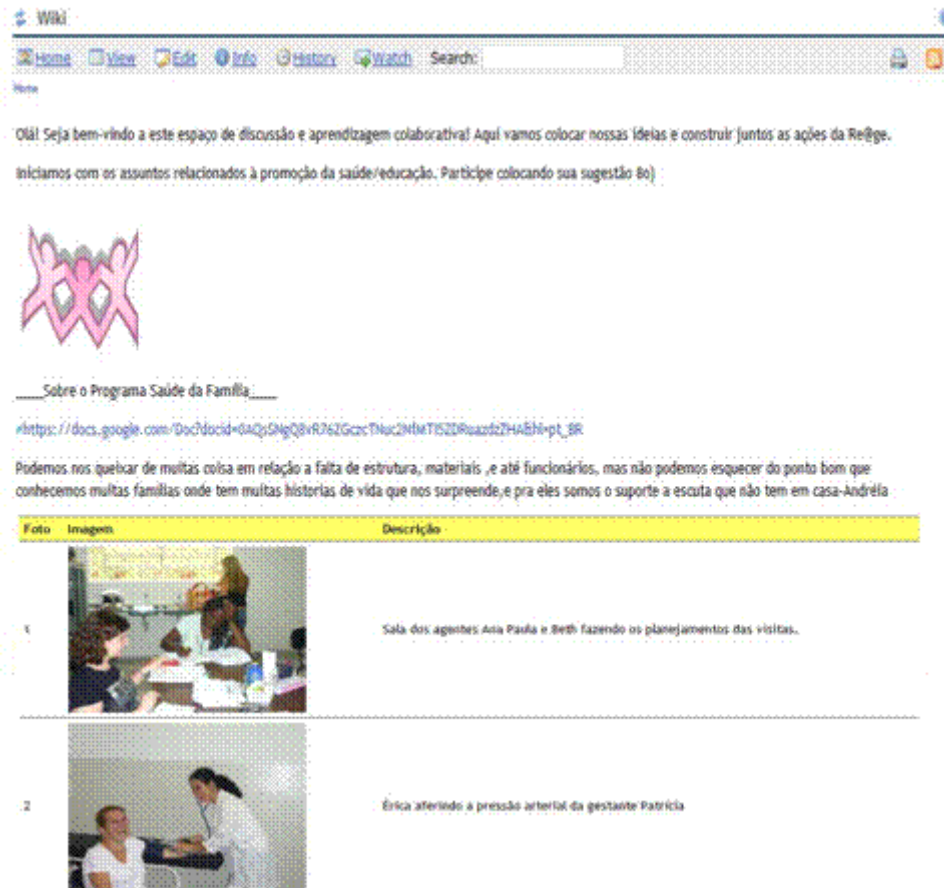 Wiki
Home View Edit Info History Watch Search:
Home
Olá! Seja bem-vindo a este espaço de discussão e aprendizagem colaborativa! Aqui vamos colocar nossas ideias e construir juntos as ações da Re@ge.
Iniciamos com os assuntos relacionados à promoção da saúde/educação. Participe colocando sua sugestão 8o)
____Sobre o Programa Saúde da Família____
Podemos nos queixar de muitas coisa em relação a falta de estrutura, materiais ,e até funcionários, mas não podemos esquecer do ponto bom que
conhecemos muitas famílias onde tem muitas historias de vida que nos surpreende,e pra eles somos o suporte a escuta que não tem em casa-Andréia
Foto Imagem Descrição
1 Sala dos agentes Ana Paula e Beth fazendo os planejamentos das visitas.
2 Érica aferindo a pressão arterial da gestante Patrícia